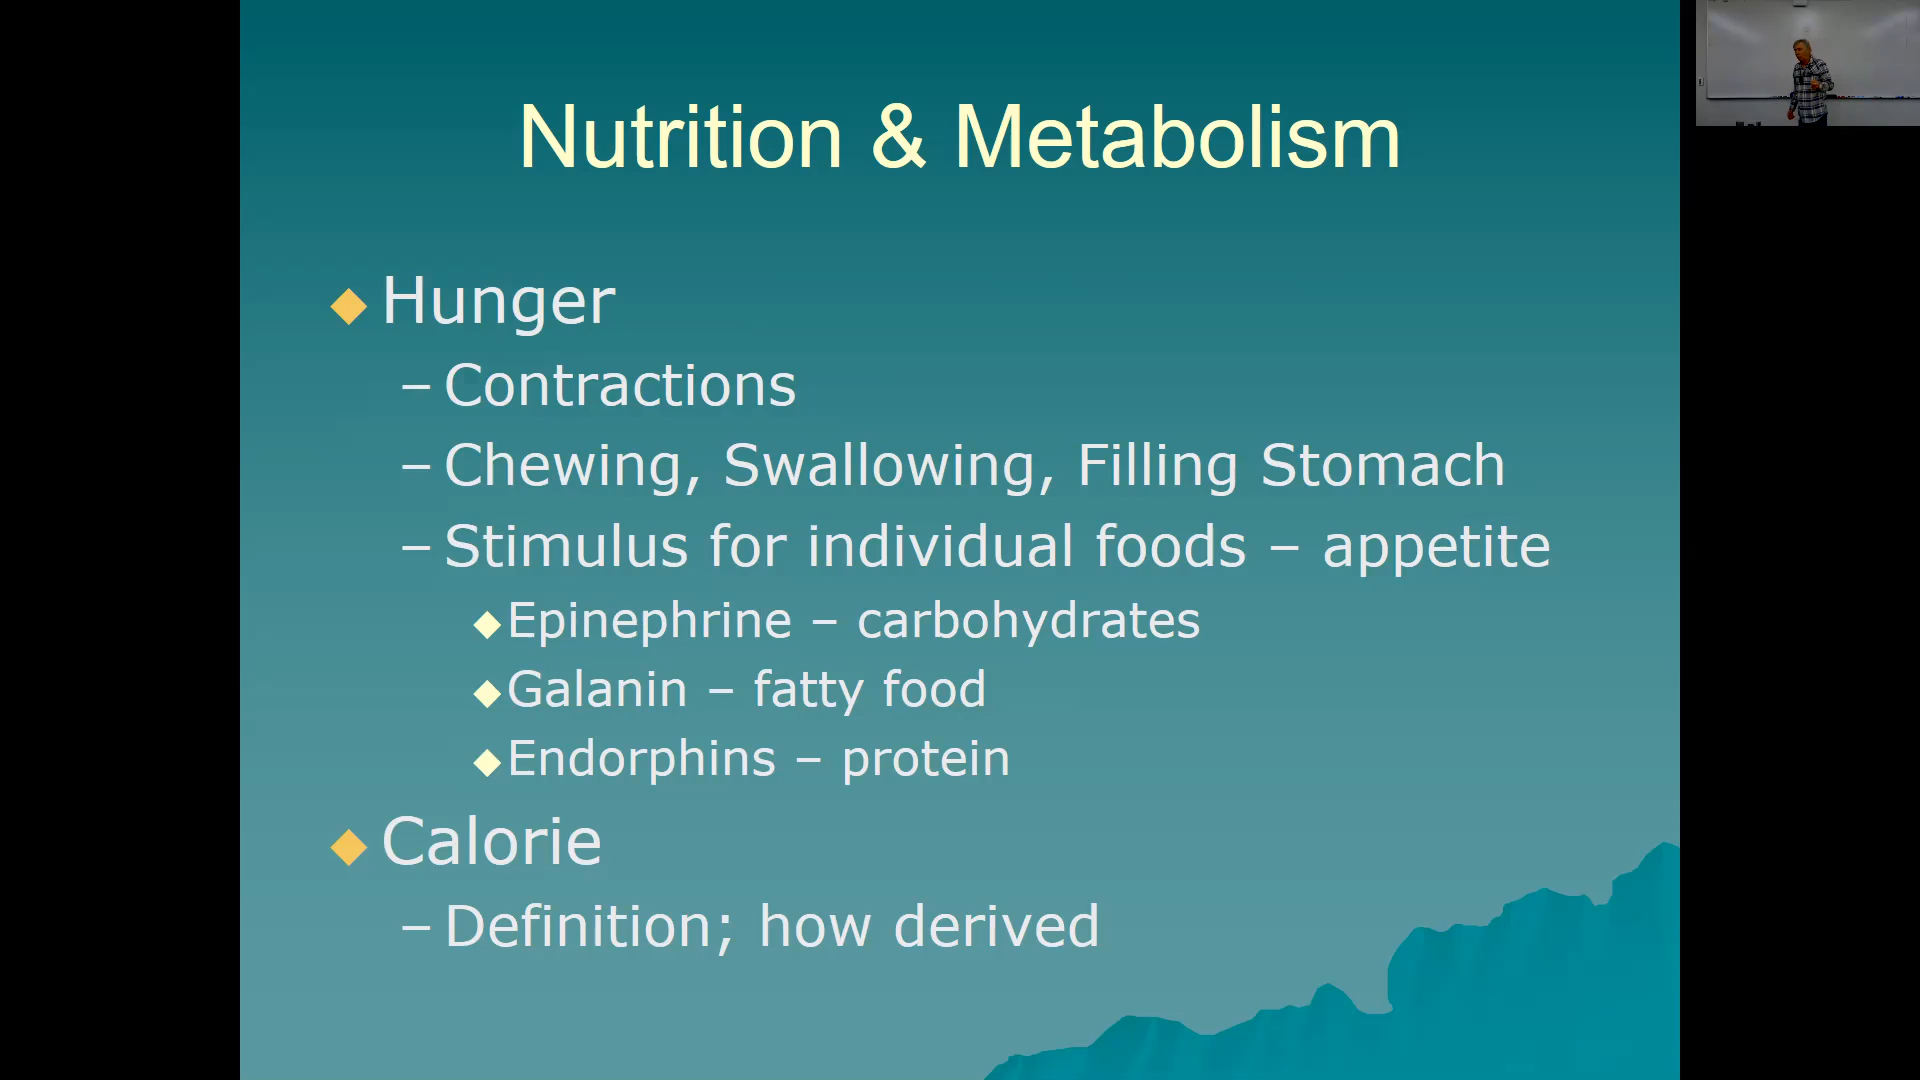 Nutrition & Metabolism
Hunger
– Contractions
– Chewing, Swallowing, Filling Stomach
– Stimulus for individual foods – appetite
Epinephrine – carbohydrates
Galanin – fatty food
Endorphins – protein
Calorie
– Definition; how derived